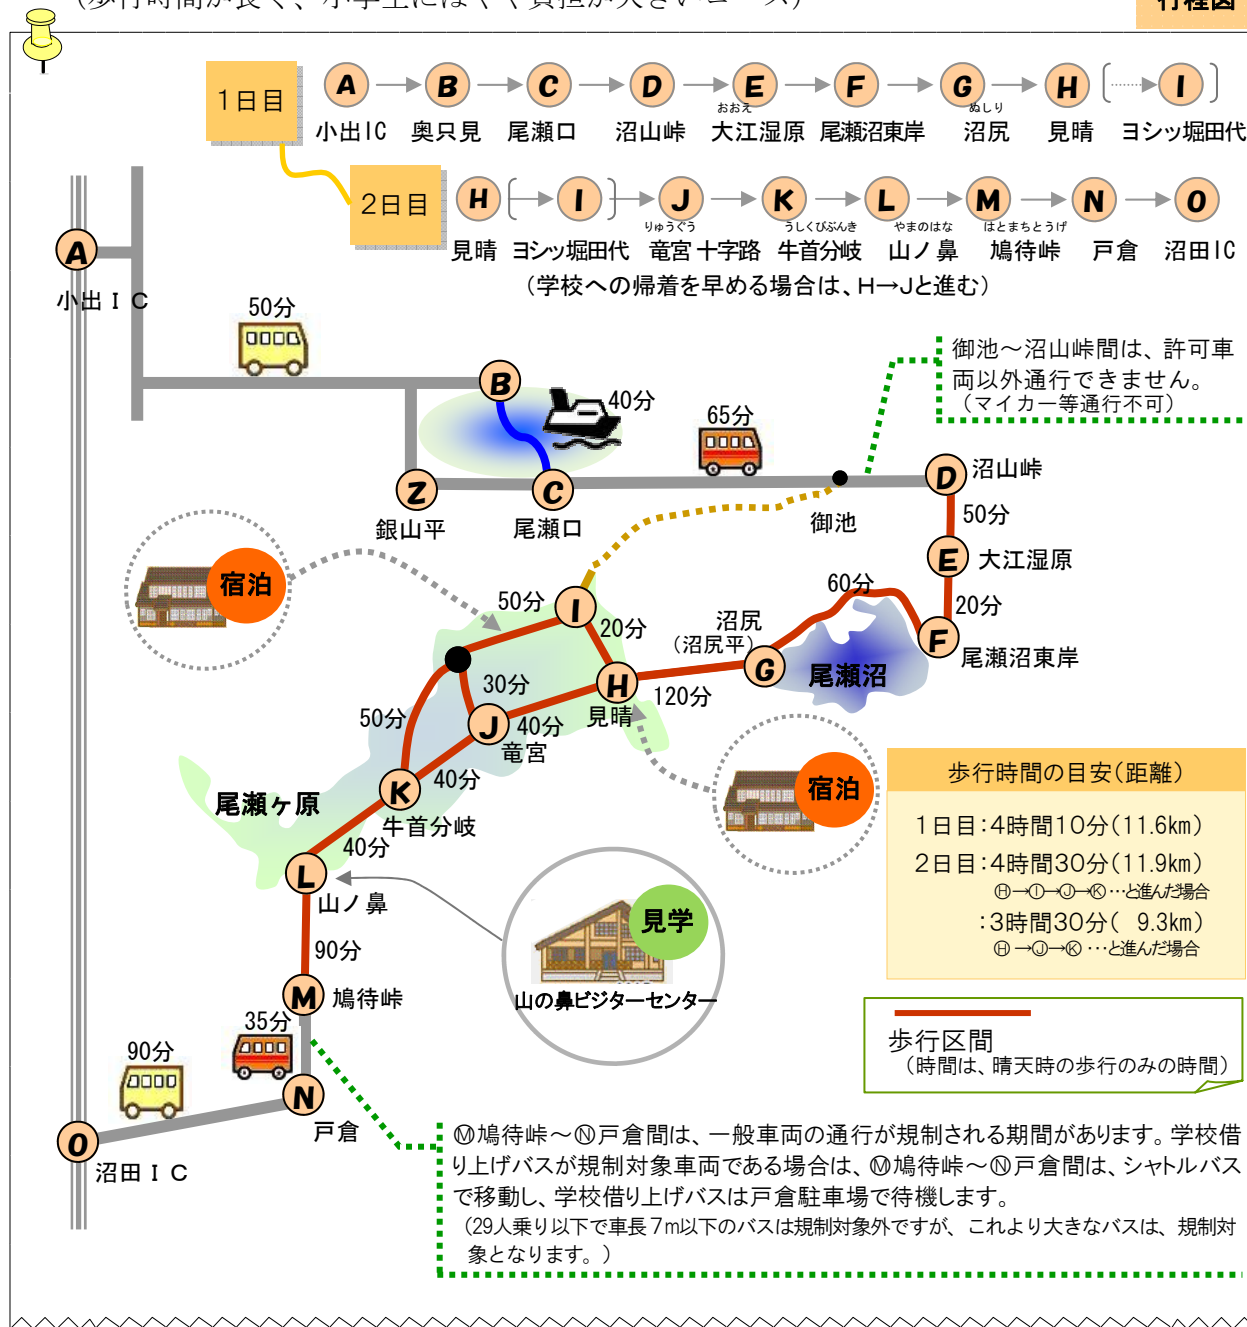 (歩行時間が長く、小学生にはやや負担が大きいコース)
行程図
1日目
A B C D E F G H I
おおえ ぬしり
小出IC 奥只見 尾瀬口 沼山峠 大江湿原 尾瀬沼東岸 沼尻 見晴 ヨシッ堀田代
2日目
H I J K L M N O
りゅうぐう うしくびぶんき やまのはな はとまちとうげ
見晴 ヨシッ堀田代 竜宮十字路 牛首分岐 山ノ鼻 鳩待峠 戸倉 沼田IC
(学校への帰着を早める場合は、H→Jと進む)
A
小出ＩＣ
50分
B
40分
65分
御池～沼山峠間は、許可車
両以外通行できません。
(マイカー等通行不可)
Z
銀山平
C
尾瀬口
御池
D
沼山峠
50分
E
大江湿原
20分
F
尾瀬沼東岸
60分
尾瀬沼
沼尻
(沼尻平)
G
120分
宿泊
50分
I
20分
H
見晴
30分
40分
J
竜宮
50分
40分
K
牛首分岐
尾瀬ヶ原
40分
L
山ノ鼻
宿泊
歩行時間の目安(距離)
1日目:4時間10分(11.6km)
2日目:4時間30分(11.9km)
Ⓗ→Ⓘ→Ⓙ→Ⓚ…と進んだ場合
:3時間30分( 9.3km)
Ⓗ→Ⓙ→Ⓚ…と進んだ場合
見学
山の鼻ビジターセンター
90分
M
鳩待峠
35分
N
戸倉
90分
O
沼田ＩＣ
歩行区間
(時間は、晴天時の歩行のみの時間)
Ⓜ鳩待峠～Ⓝ戸倉間は、一般車両の通行が規制される期間があります。学校借
り上げバスが規制対象車両である場合は、Ⓜ鳩待峠～Ⓝ戸倉間は、シャトルバス
で移動し、学校借り上げバスは戸倉駐車場で待機します。
(29人乗り以下で車長７m以下のバスは規制対象外ですが、これより大きなバスは、規制対
象となります。)